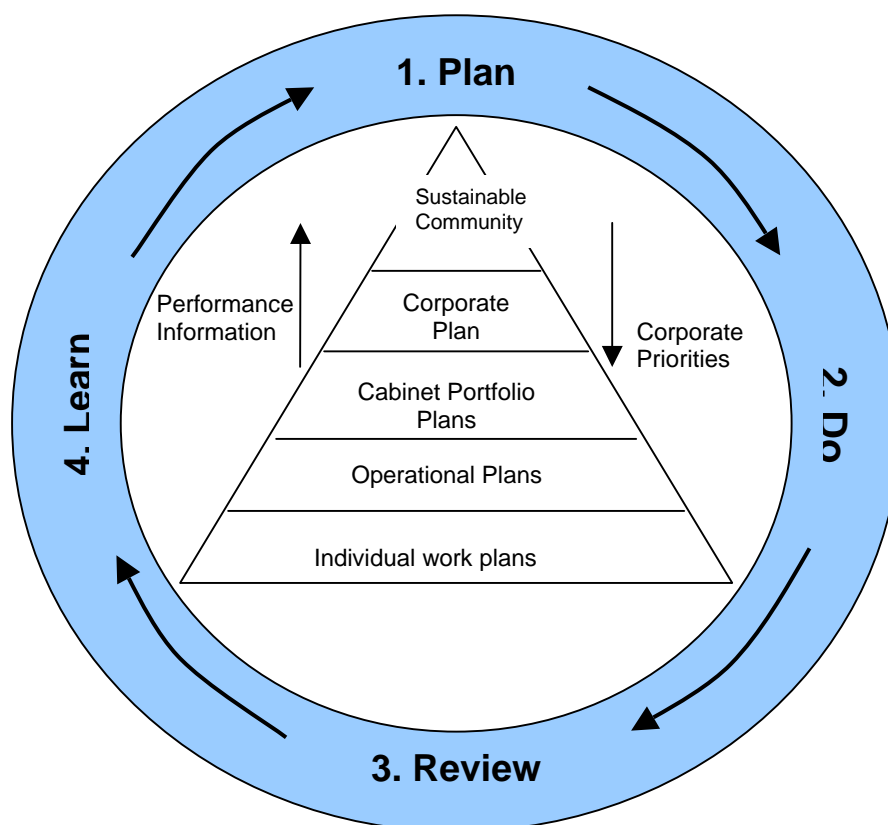 1. Plan
Sustainable
Community
Performance
Information
Corporate
Plan
Corporate
Priorities
Cabinet Portfolio
Plans
Operational Plans
Individual work plans
2. Do
3. Review
4. Learn